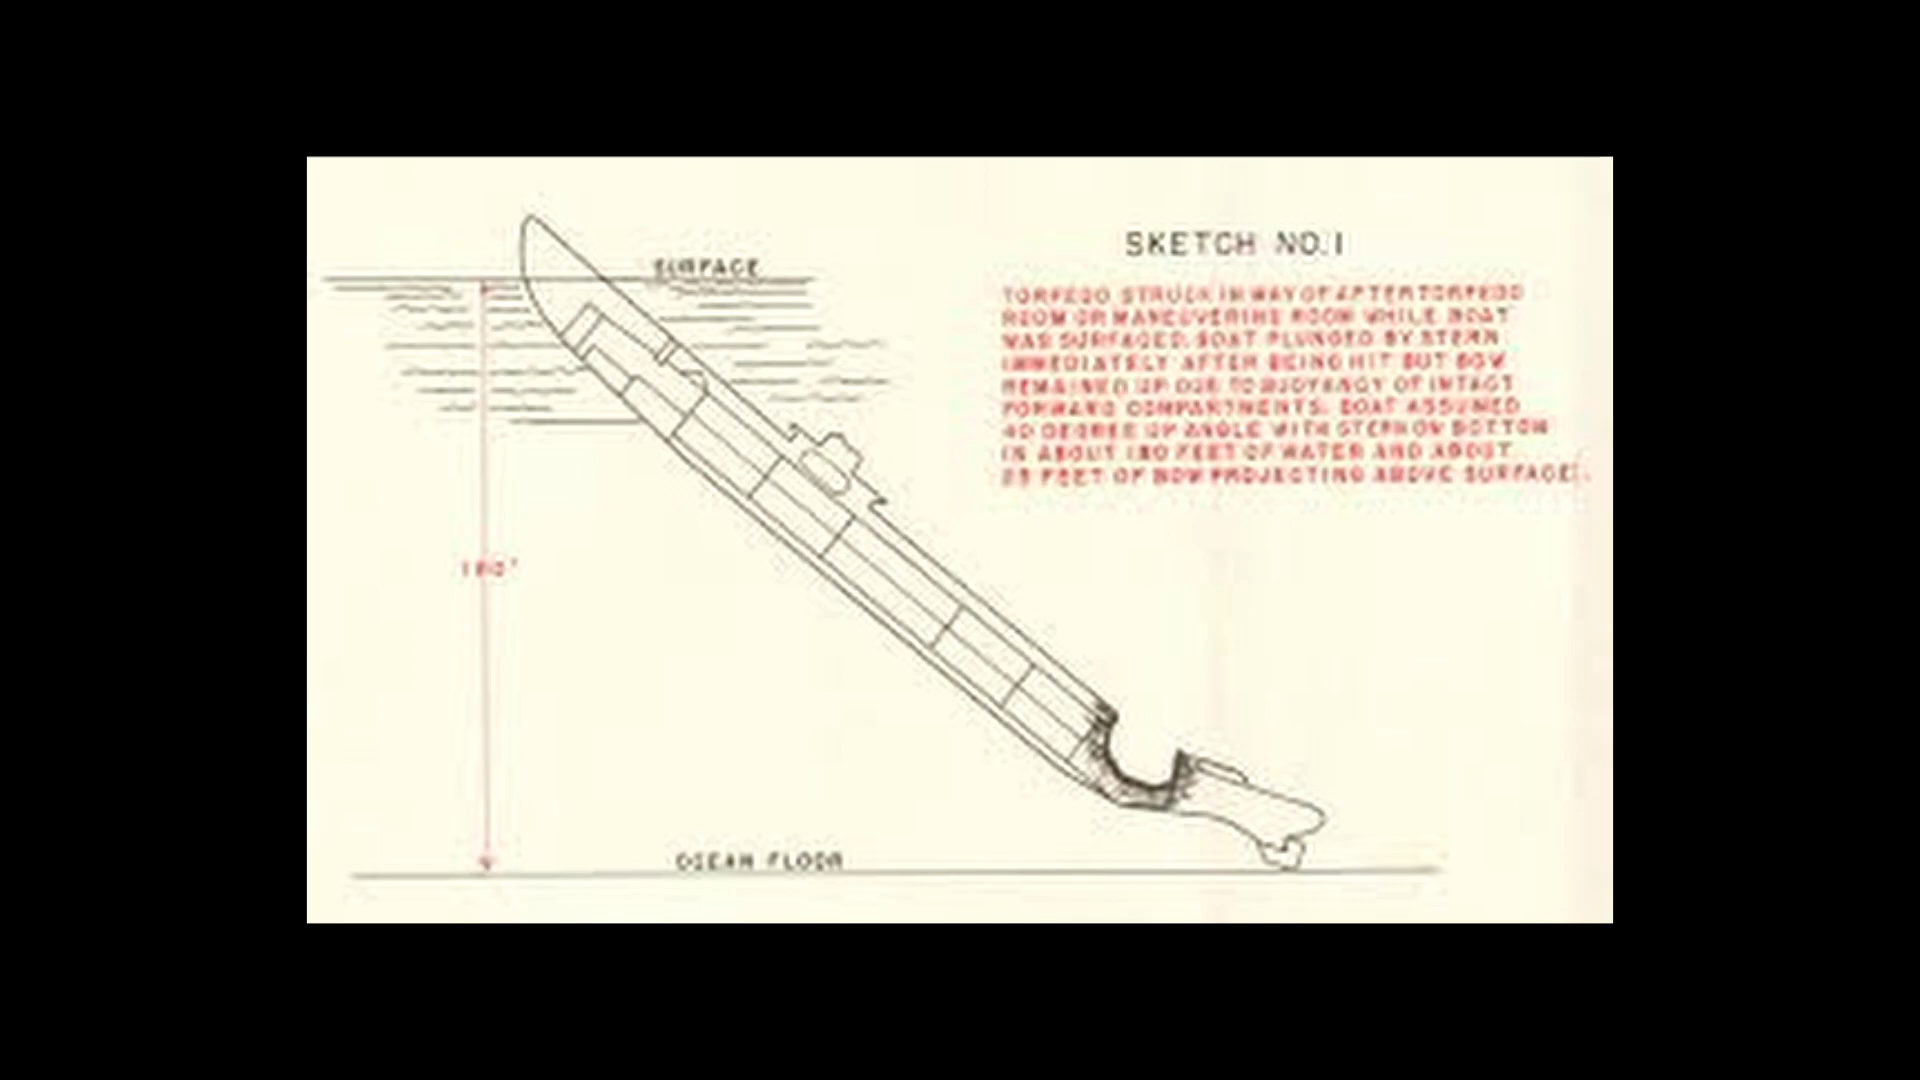 SKETCH NO.1
SURFACE
TORPEDO STRUCK IN WAY OF AFTER TORPEDO
ROOM OR MANEUVERING ROOM WHILE BOAT
WAS SURFACED. BOAT PLUNGED BY STERN
IMMEDIATELY AFTER BEING HIT BUT BOW
REMAINED UP DUE TO BUOYANCY OF INTACT
FORWARD COMPARTMENTS. BOAT ASSUMED
40 DEGREE UP ANGLE WITH STERN ON BOTTOM
IN ABOUT 180 FEET OF WATER AND ABOUT
25 FEET OF BOW PROJECTING ABOVE SURFACE.
180'
OCEAN FLOOR